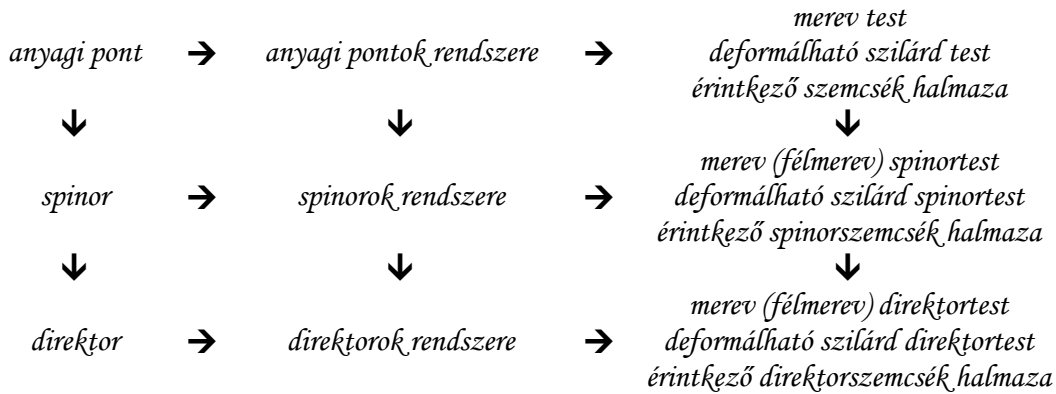 anyagi pont → anyagi pontok rendszere → merev test
deformálható szilárd test
érintkező szemcsék halmaza
↓ ↓ ↓
spinor → spinorok rendszere → merev (félmerev) spinortest
deformálható szilárd spinortest
érintkező spinorszemcsék halmaza
↓ ↓ ↓
direktor → direktorok rendszere → merev (félmerev) direktortest
deformálható szilárd direktortest
érintkező direktorszemcsék halmaza